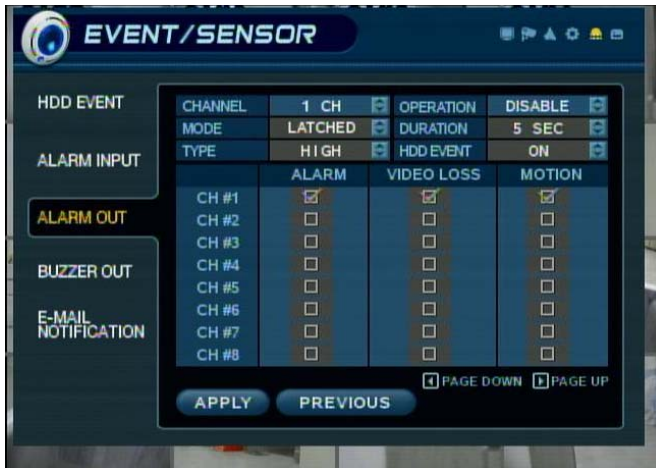 EVENT/SENSOR
HDD EVENT
ALARM INPUT
ALARM OUT
BUZZER OUT
E-MAIL
NOTIFICATION
CHANNEL 1 CH OPERATION DISABLE
MODE LATCHED DURATION 5 SEC
TYPE HIGH HDD EVENT ON
ALARM VIDEO LOSS MOTION
CH #1
CH #2
CH #3
CH #4
CH #5
CH #6
CH #7
CH #8
PAGE DOWN PAGE UP
APPLY PREVIOUS